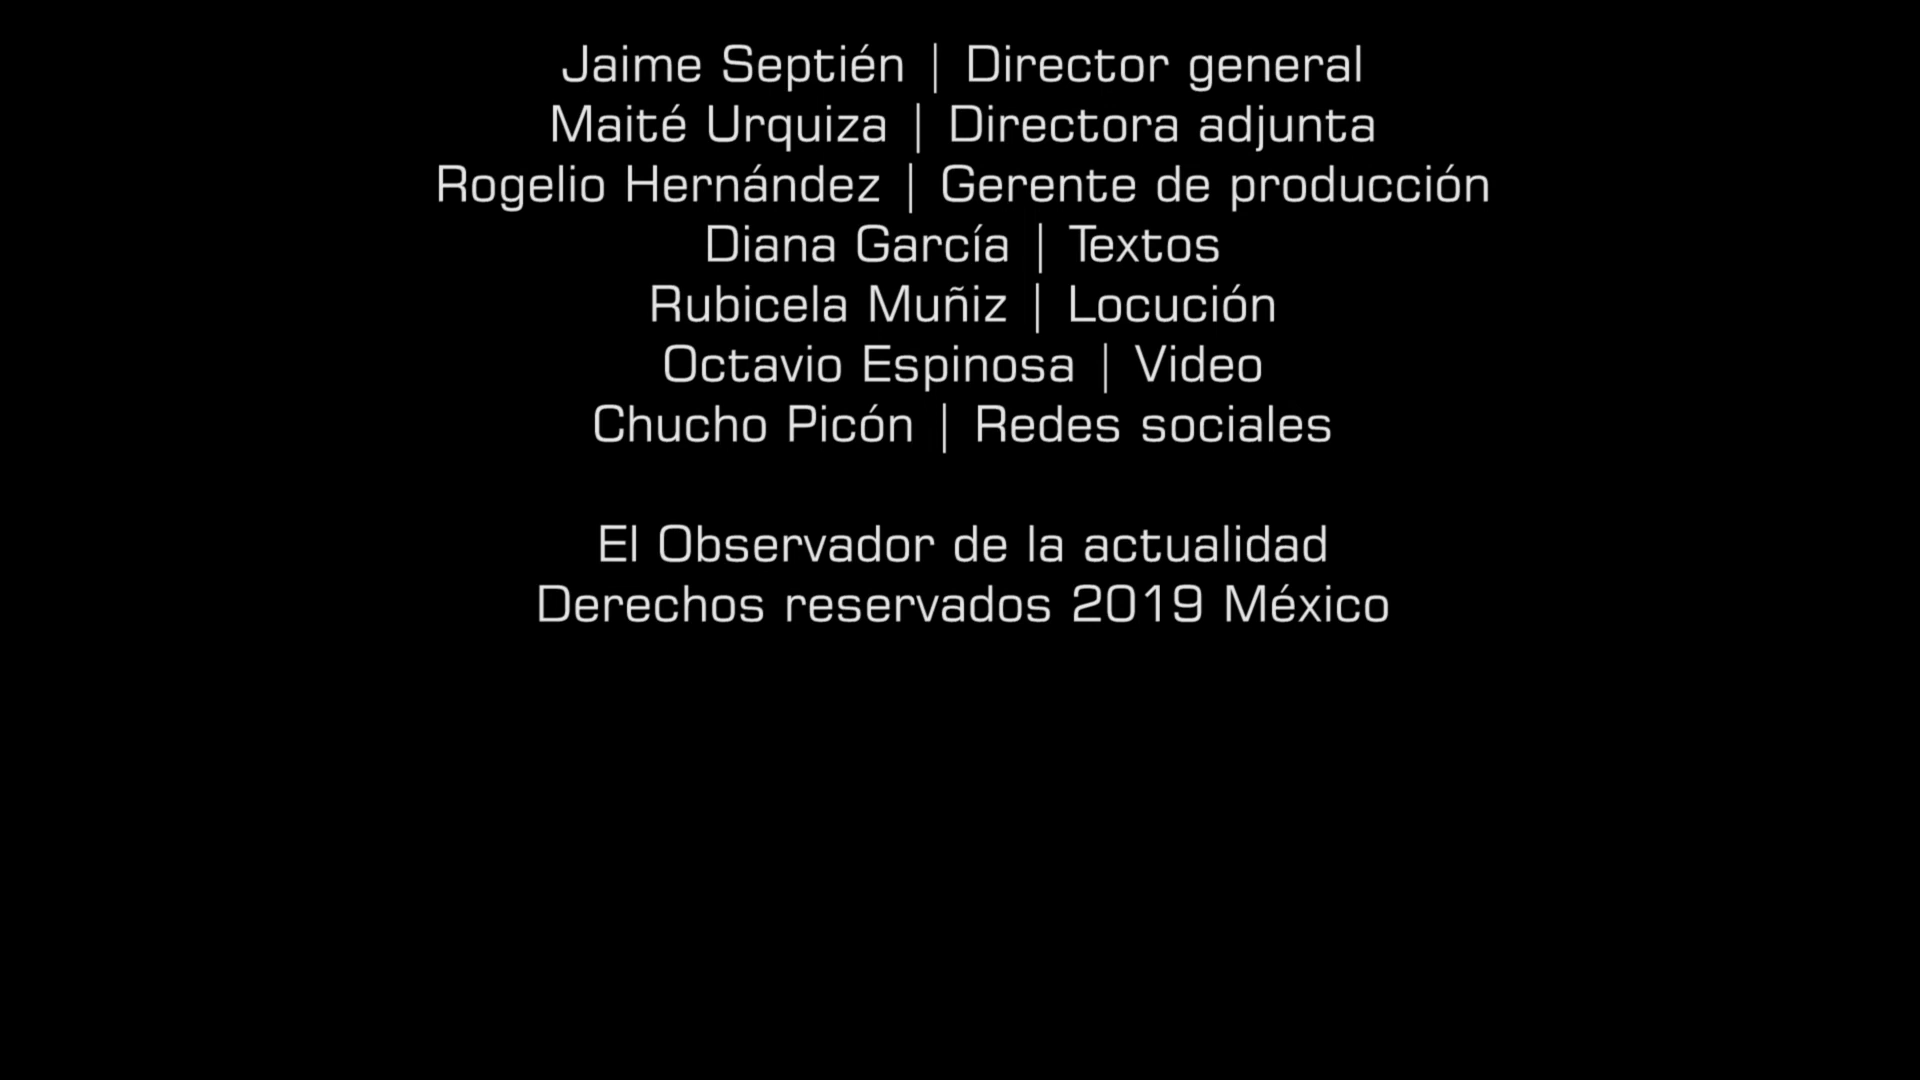 Jaime Septién | Director general
Maité Urquiza | Directora adjunta
Rogelio Hernández | Gerente de producción
Diana García | Textos
Rubicela Muñiz | Locución
Octavio Espinosa | Video
Chucho Picón | Redes sociales
El Observador de la actualidad
Derechos reservados 2019 México